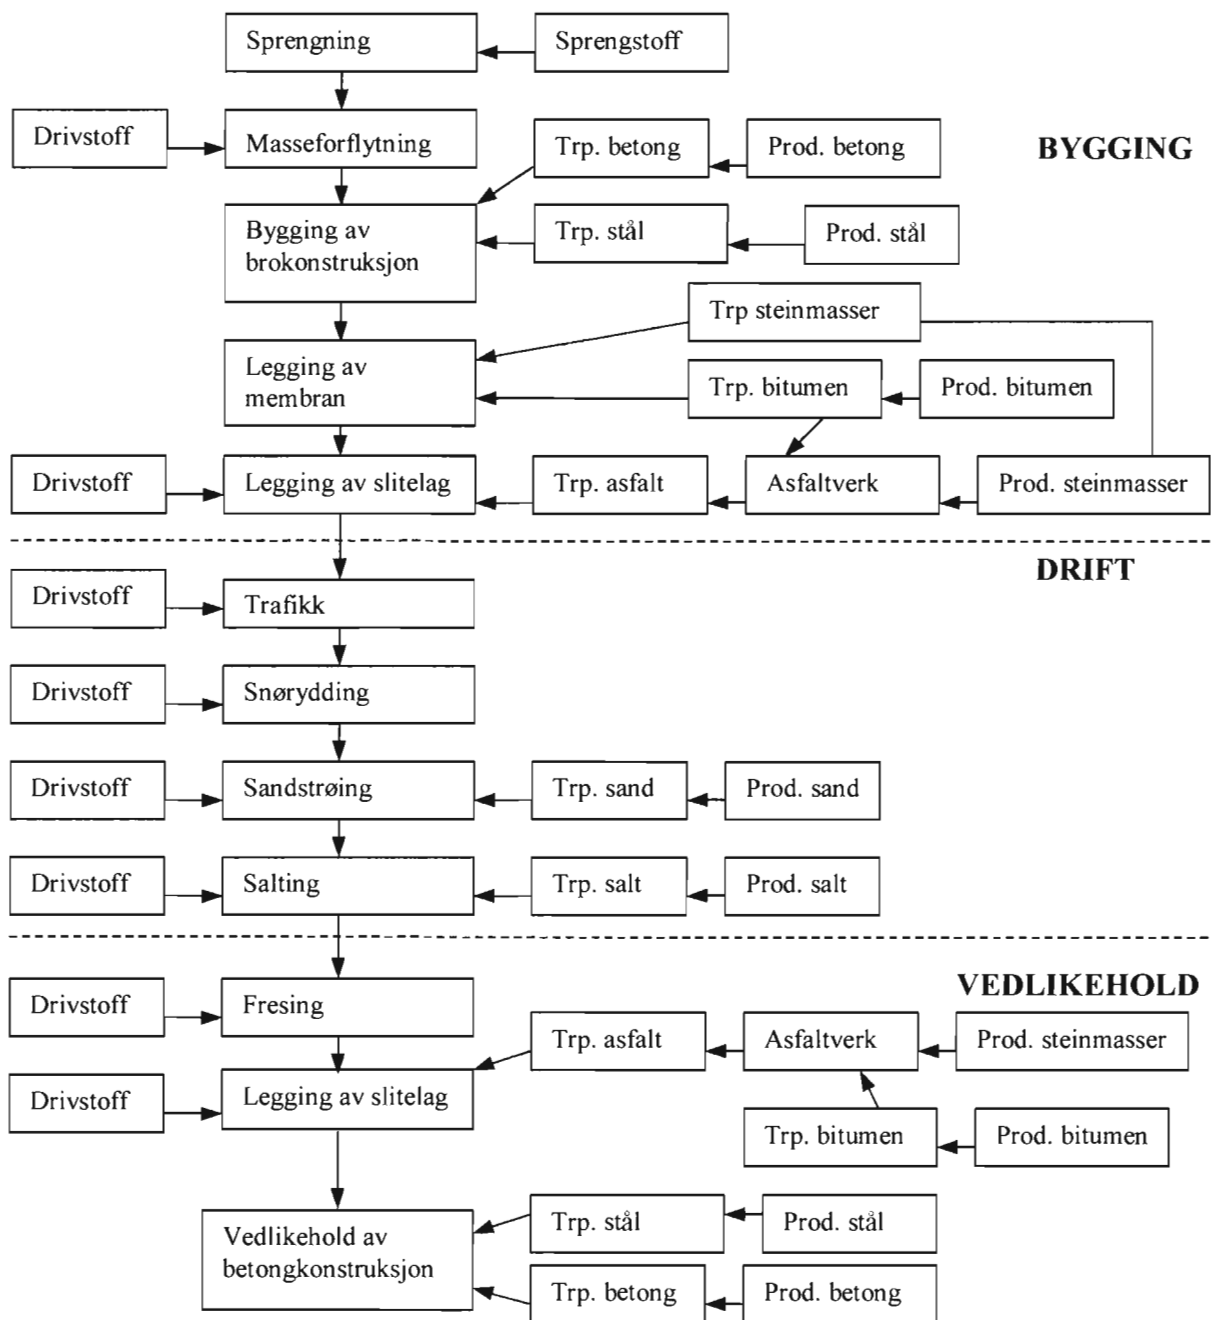 Sprengning
Sprengstoff
Drivstoff
Masseforflytning
Trp. betong
Prod. betong
BYGGING
Bygging av
brokonstruksjon
Trp. stål
Prod. stål
Trp steinmasser
Legging av
membran
Trp. bitumen
Prod. bitumen
Drivstoff
Legging av slitelag
Trp. asfalt
Asfaltverk
Prod. steinmasser
DRIFT
Drivstoff
Trafikk
Drivstoff
Snørydding
Drivstoff
Sandstrøing
Trp. sand
Prod. sand
Drivstoff
Salting
Trp. salt
Prod. salt
VEDLIKEHOLD
Drivstoff
Fresing
Trp. asfalt
Asfaltverk
Prod. steinmasser
Drivstoff
Legging av slitelag
Trp. bitumen
Prod. bitumen
Vedlikehold av
betongkonstruksjon
Trp. stål
Prod. stål
Trp. betong
Prod. betong